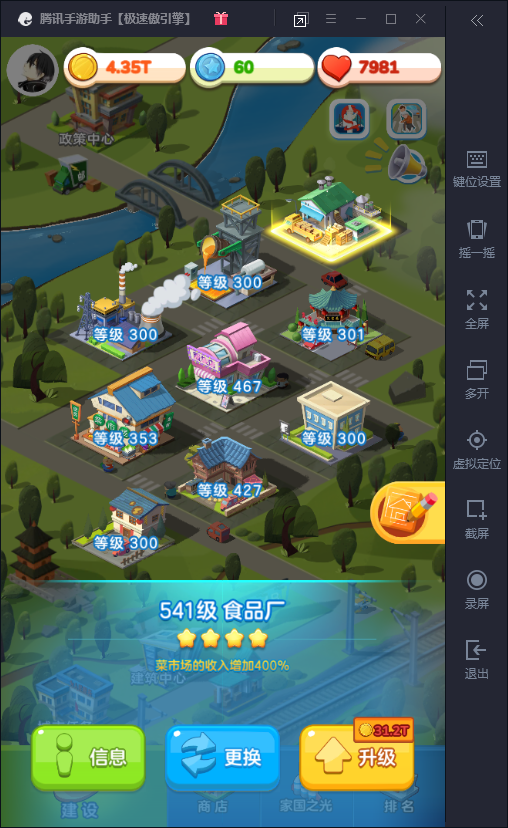 腾讯手游助手【极速傲引擎】
4.35T
60
7981
政策中心
键位设置
摇一摇
全屏
多开
虚拟定位
截屏
录屏
退出
等级 300
等级 300
等级 301
等级 467
等级 353
等级 300
等级 427
等级 300
541级 食品厂
菜市场的收入增加400%
建筑中心
31.2T
信息
更换
升级
建设
商店
家国之光
排名